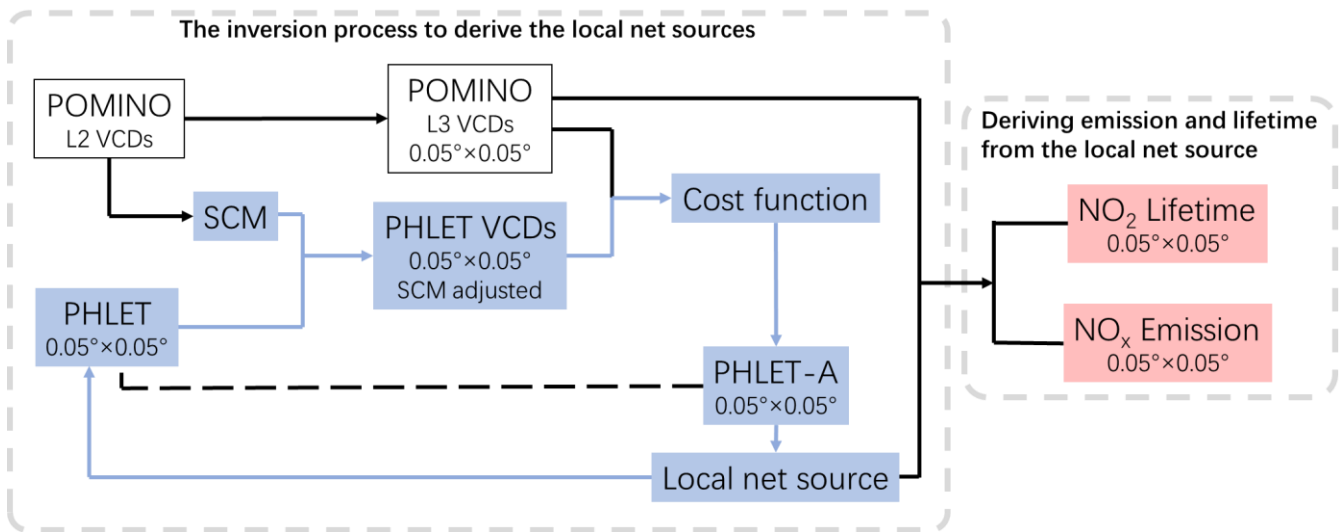 The inversion process to derive the local net sources
POMINO
L2 VCDs
POMINO
L3 VCDs
0.05°×0.05°
SCM
PHLET VCDs
0.05°×0.05°
SCM adjusted
Cost function
PHLET
0.05°×0.05°
PHLET-A
0.05°×0.05°
Local net source
Deriving emission and lifetime
from the local net source
NO₂ Lifetime
0.05°×0.05°
NOₓ Emission
0.05°×0.05°